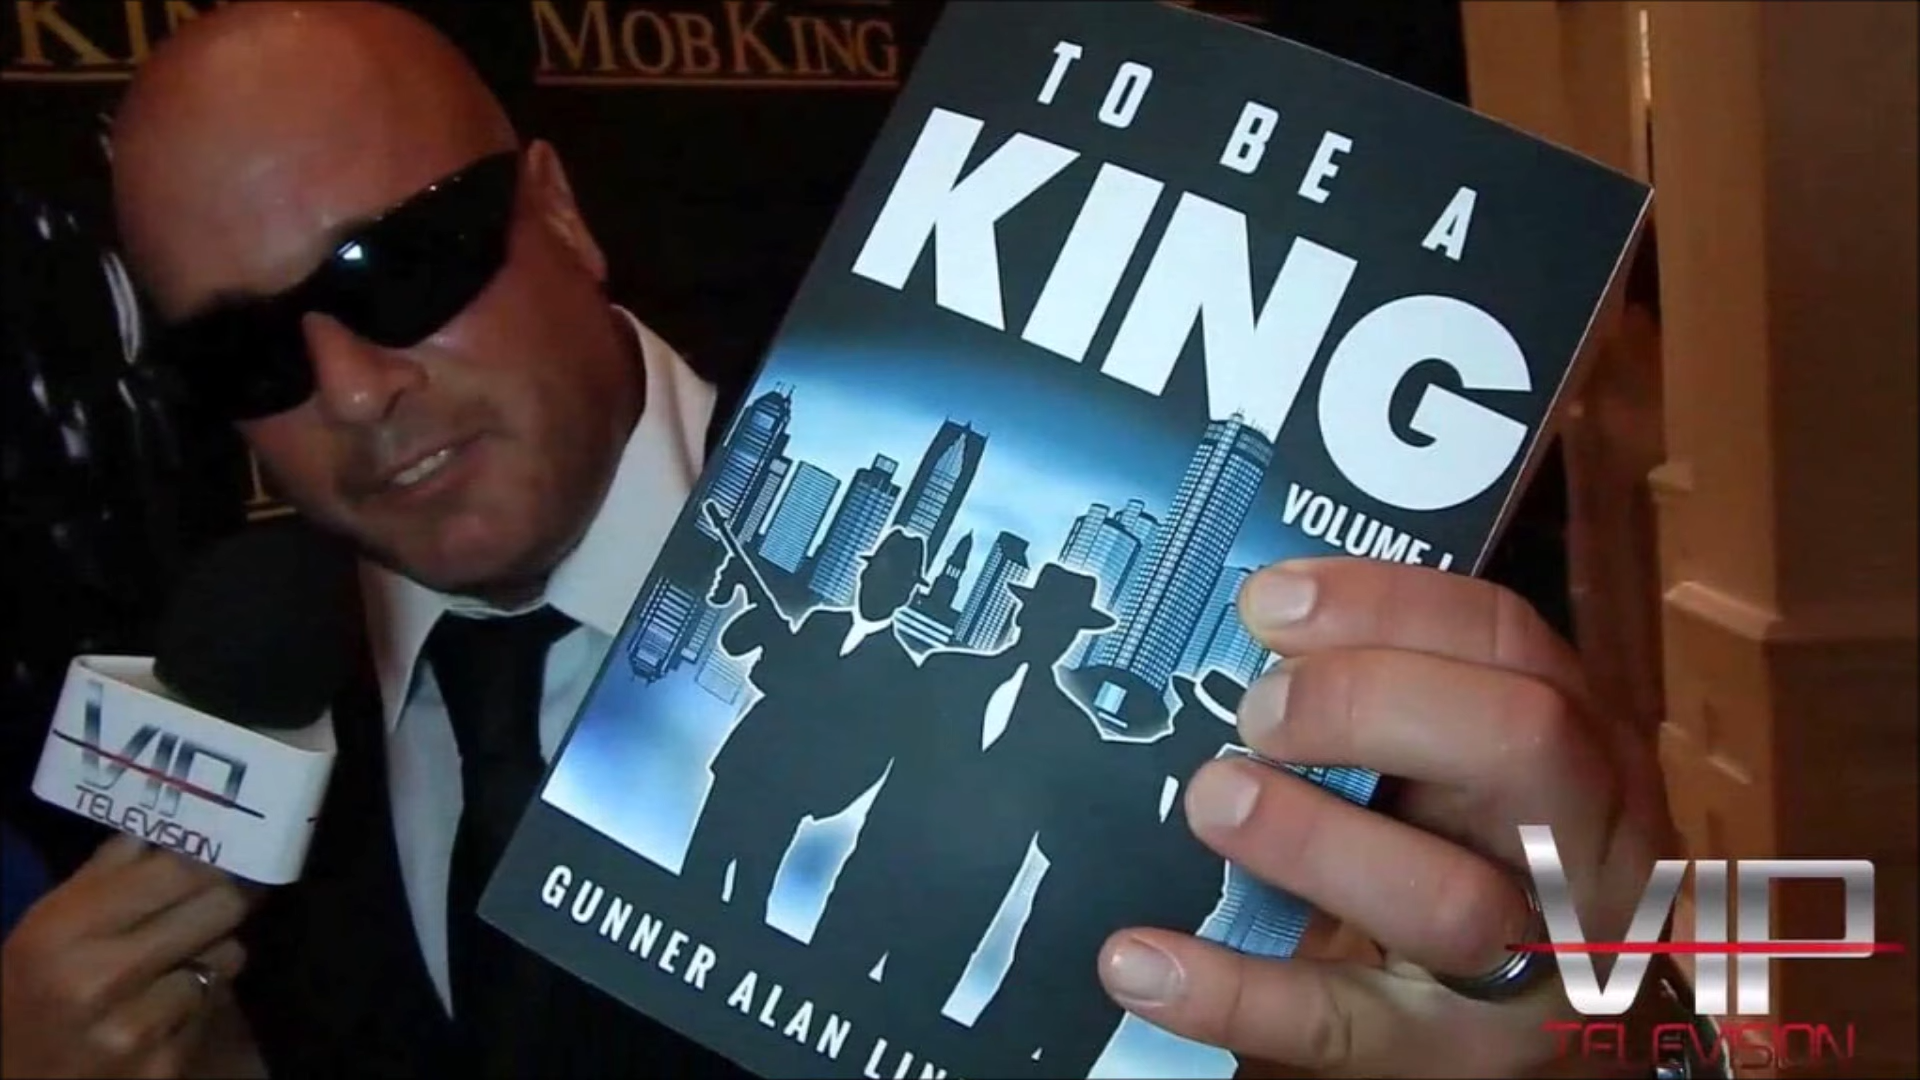 MOBKING
TO BE A
KING
VOLUME I
GUNNER ALAN
VIP
TELEVISION
VIP
TELEVISION